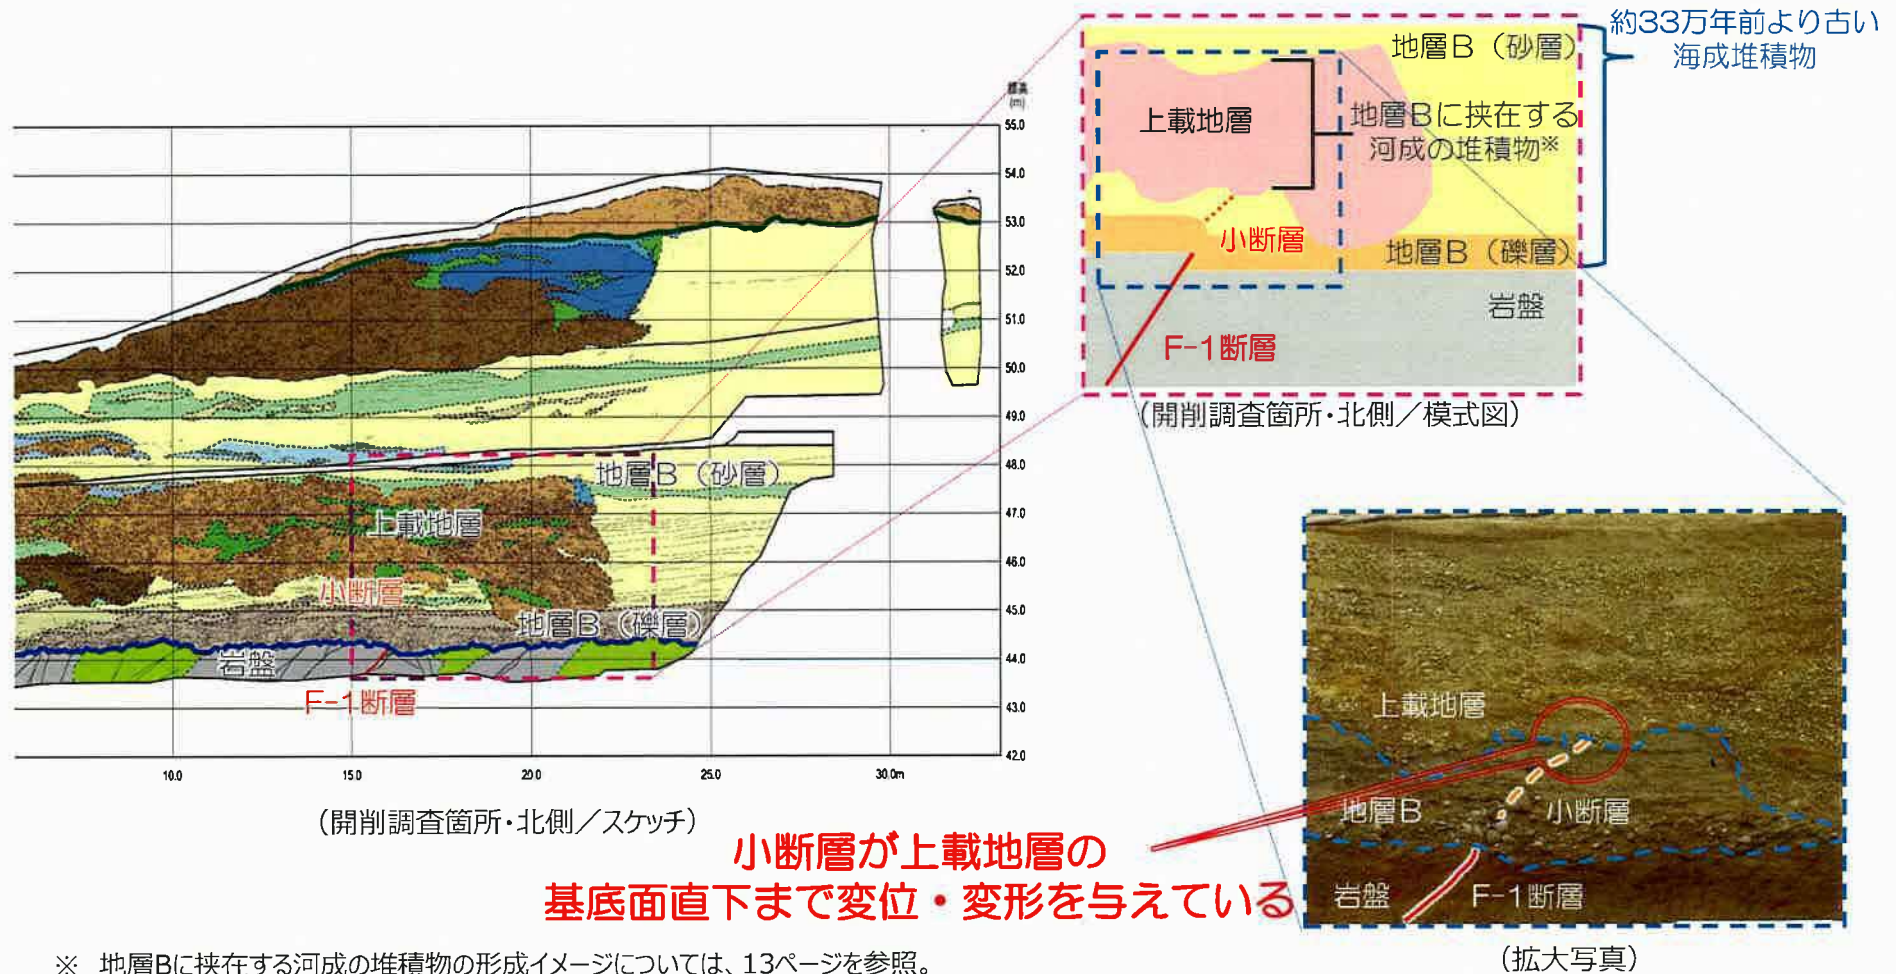 約33万年前より古い
海成堆積物
地層B（砂層）
上載地層
地層Bに挟在する
河成の堆積物※
小断層
地層B（礫層）
岩盤
F-1断層
（開削調査箇所・北側／模式図）
標高
(m)
55.0
54.0
53.0
52.0
51.0
50.0
49.0
48.0
47.0
46.0
45.0
44.0
43.0
42.0
地層B（砂層）
上載地層
小断層
地層B（礫層）
岩盤
F-1断層
10.0
15.0
20.0
25.0
30.0m
（開削調査箇所・北側／スケッチ）
上載地層
地層B
小断層
岩盤
F-1断層
（拡大写真）
小断層が上載地層の
基底面直下まで変位・変形を与えている
※　地層Bに挟在する河成の堆積物の形成イメージについては、13ページを参照。